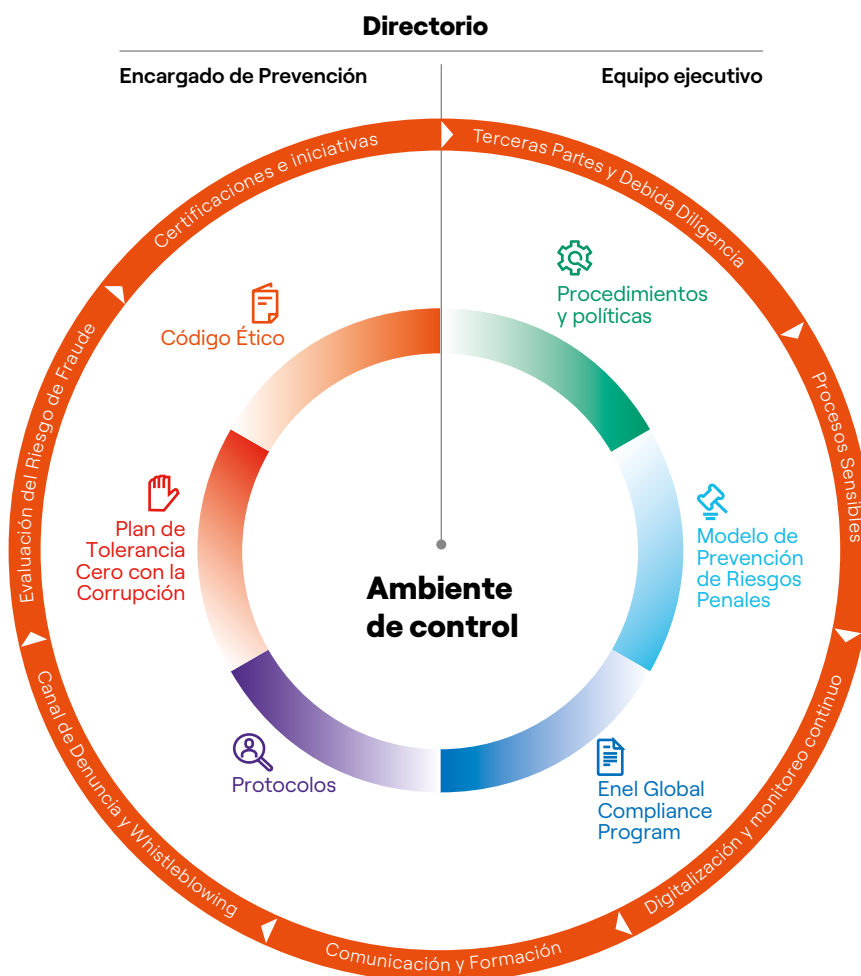 Directorio
Encargado de Prevención
Equipo ejecutivo
Certificaciones e iniciativas
Terceras Partes y Debida Diligencia
Procesos Sensibles
Digitalización y monitoreo continuo
Comunicación y Formación
Canal de Denuncia y Whistleblowing
Evaluación del Riesgo de Fraude
Código Ético
Procedimientos
y políticas
Plan de
Tolerancia
Cero con la
Corrupción
Modelo de
Prevención
de Riesgos
Penales
Ambiente
de control
Protocolos
Enel Global
Compliance
Program